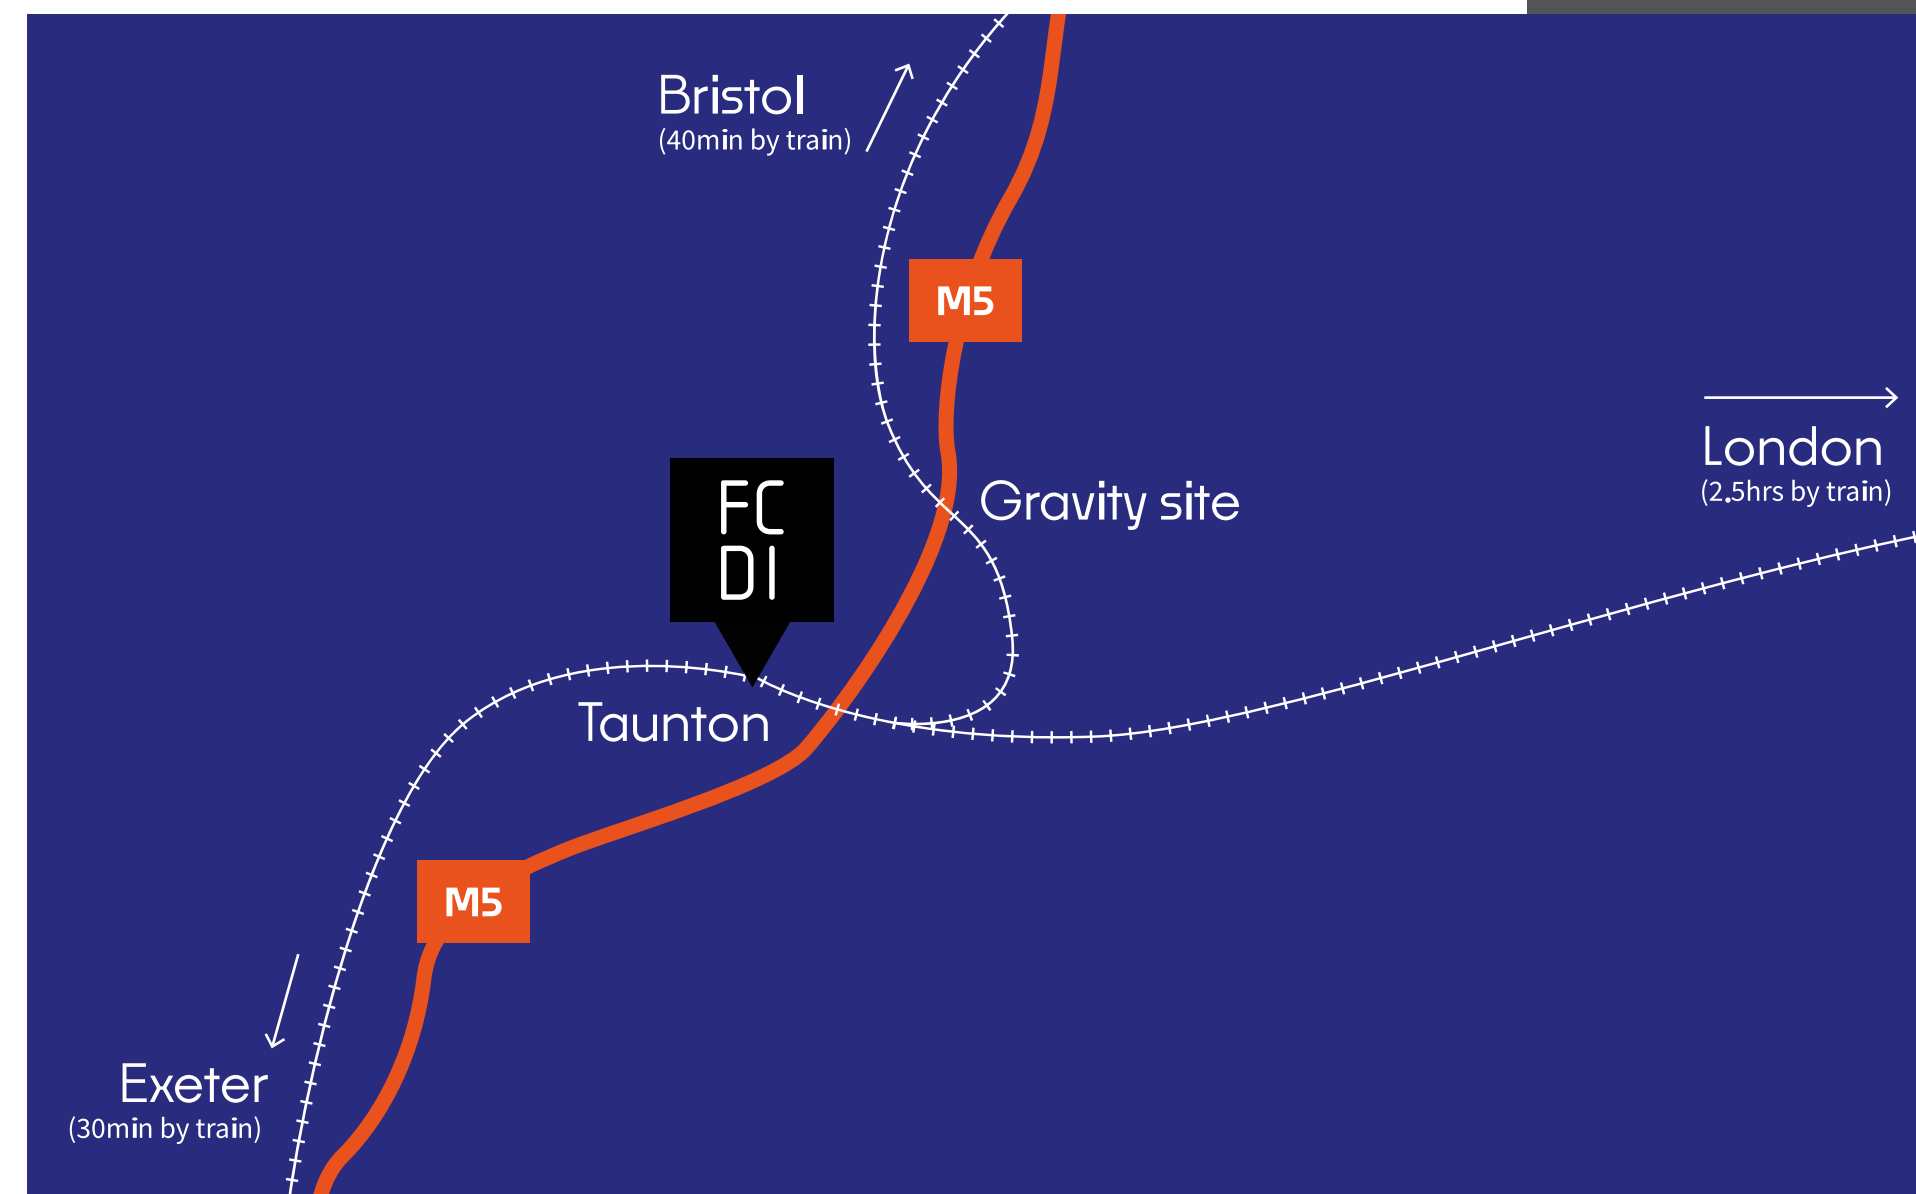 Bristol
(40min by train)
M5
London
(2.5hrs by train)
Gravity site
FC
DI
Taunton
M5
Exeter
(30min by train)